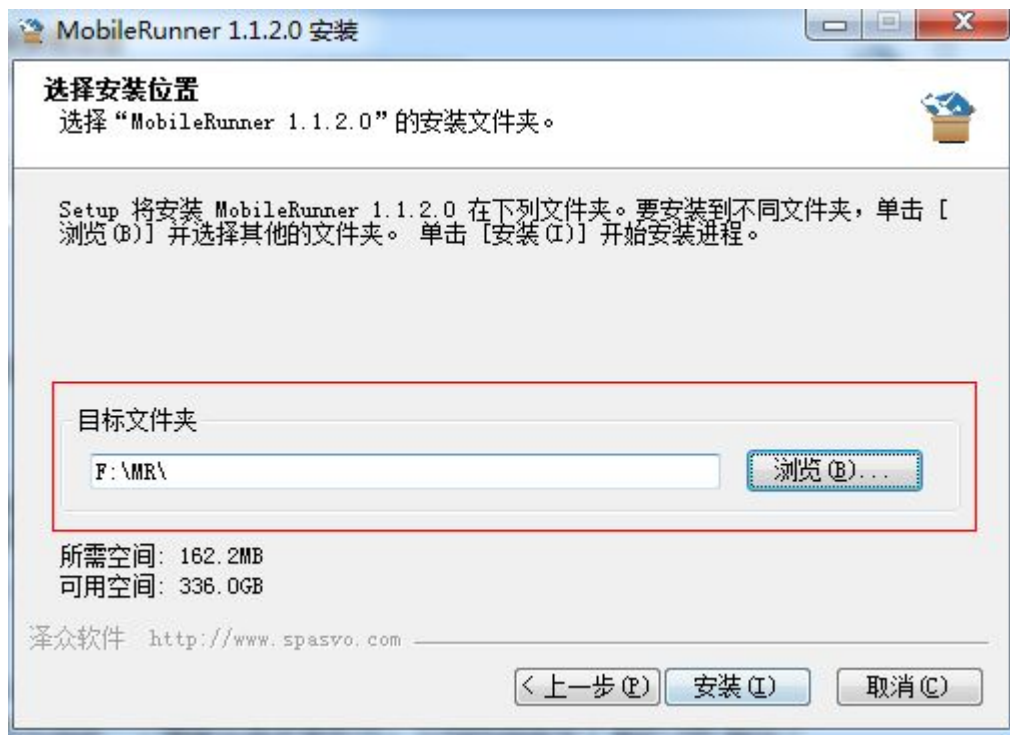 MobileRunner 1.1.2.0 安装
选择安装位置
选择“MobileRunner 1.1.2.0”的安装文件夹。
Setup 将安装 MobileRunner 1.1.2.0 在下列文件夹。要安装到不同文件夹，单击 [
浏览(B)] 并选择其他的文件夹。 单击 [安装(I)] 开始安装进程。
目标文件夹
F:\MR\
浏览(B)...
所需空间: 162.2MB
可用空间: 336.0GB
泽众软件 http://www.spasvo.com
< 上一步(P)
安装(I)
取消(C)